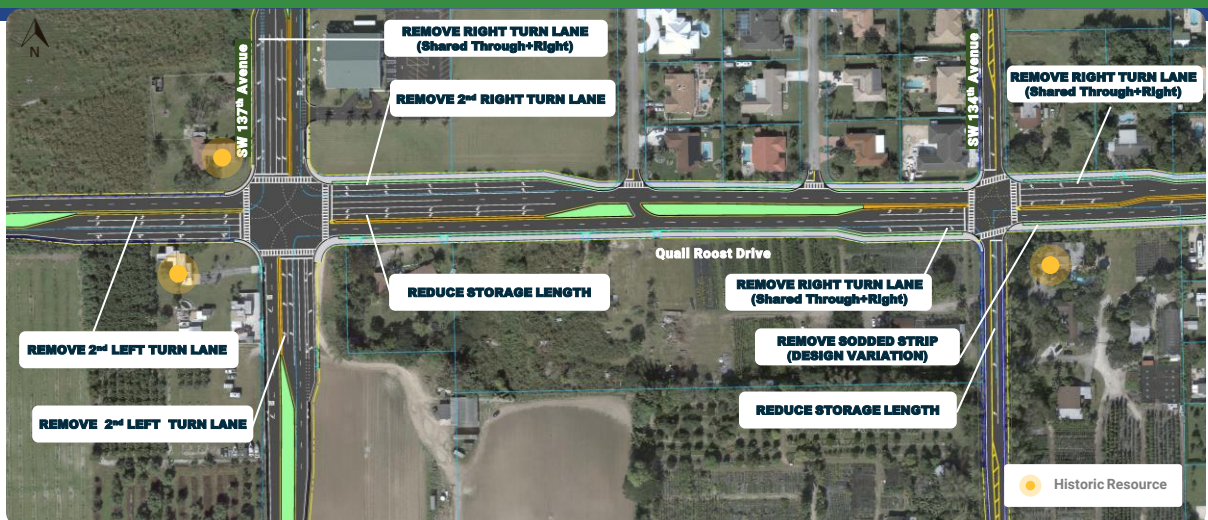 N
SW 137th Avenue
REMOVE RIGHT TURN LANE
(Shared Through+Right)
REMOVE 2nd RIGHT TURN LANE
SW 134th Avenue
REMOVE RIGHT TURN LANE
(Shared Through+Right)
Quail Roost Drive
REDUCE STORAGE LENGTH
REMOVE RIGHT TURN LANE
(Shared Through+Right)
REMOVE 2nd LEFT TURN LANE
REMOVE SODDED STRIP
(DESIGN VARIATION)
REMOVE 2nd LEFT TURN LANE
REDUCE STORAGE LENGTH
Historic Resource